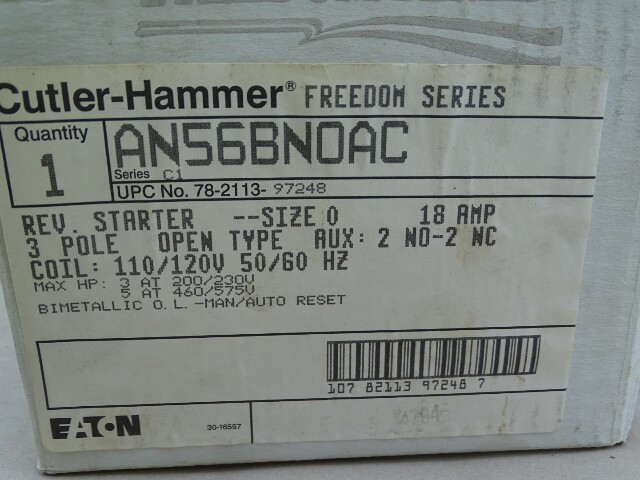 Cutler-Hammer® FREEDOM SERIES
Quantity
1
AN56BNOAC
Series C1
UPC No. 78-2113- 97248
REV. STARTER --SIZE 0 18 AMP
3 POLE OPEN TYPE AUX: 2 NO-2 NC
COIL: 110/120V 50/60 HZ
MAX HP: 3 AT 200/230V
5 AT 460/575V
BIMETALLIC O.L.-MAN/AUTO RESET
107 82113 97248 7
EATON
30-16557